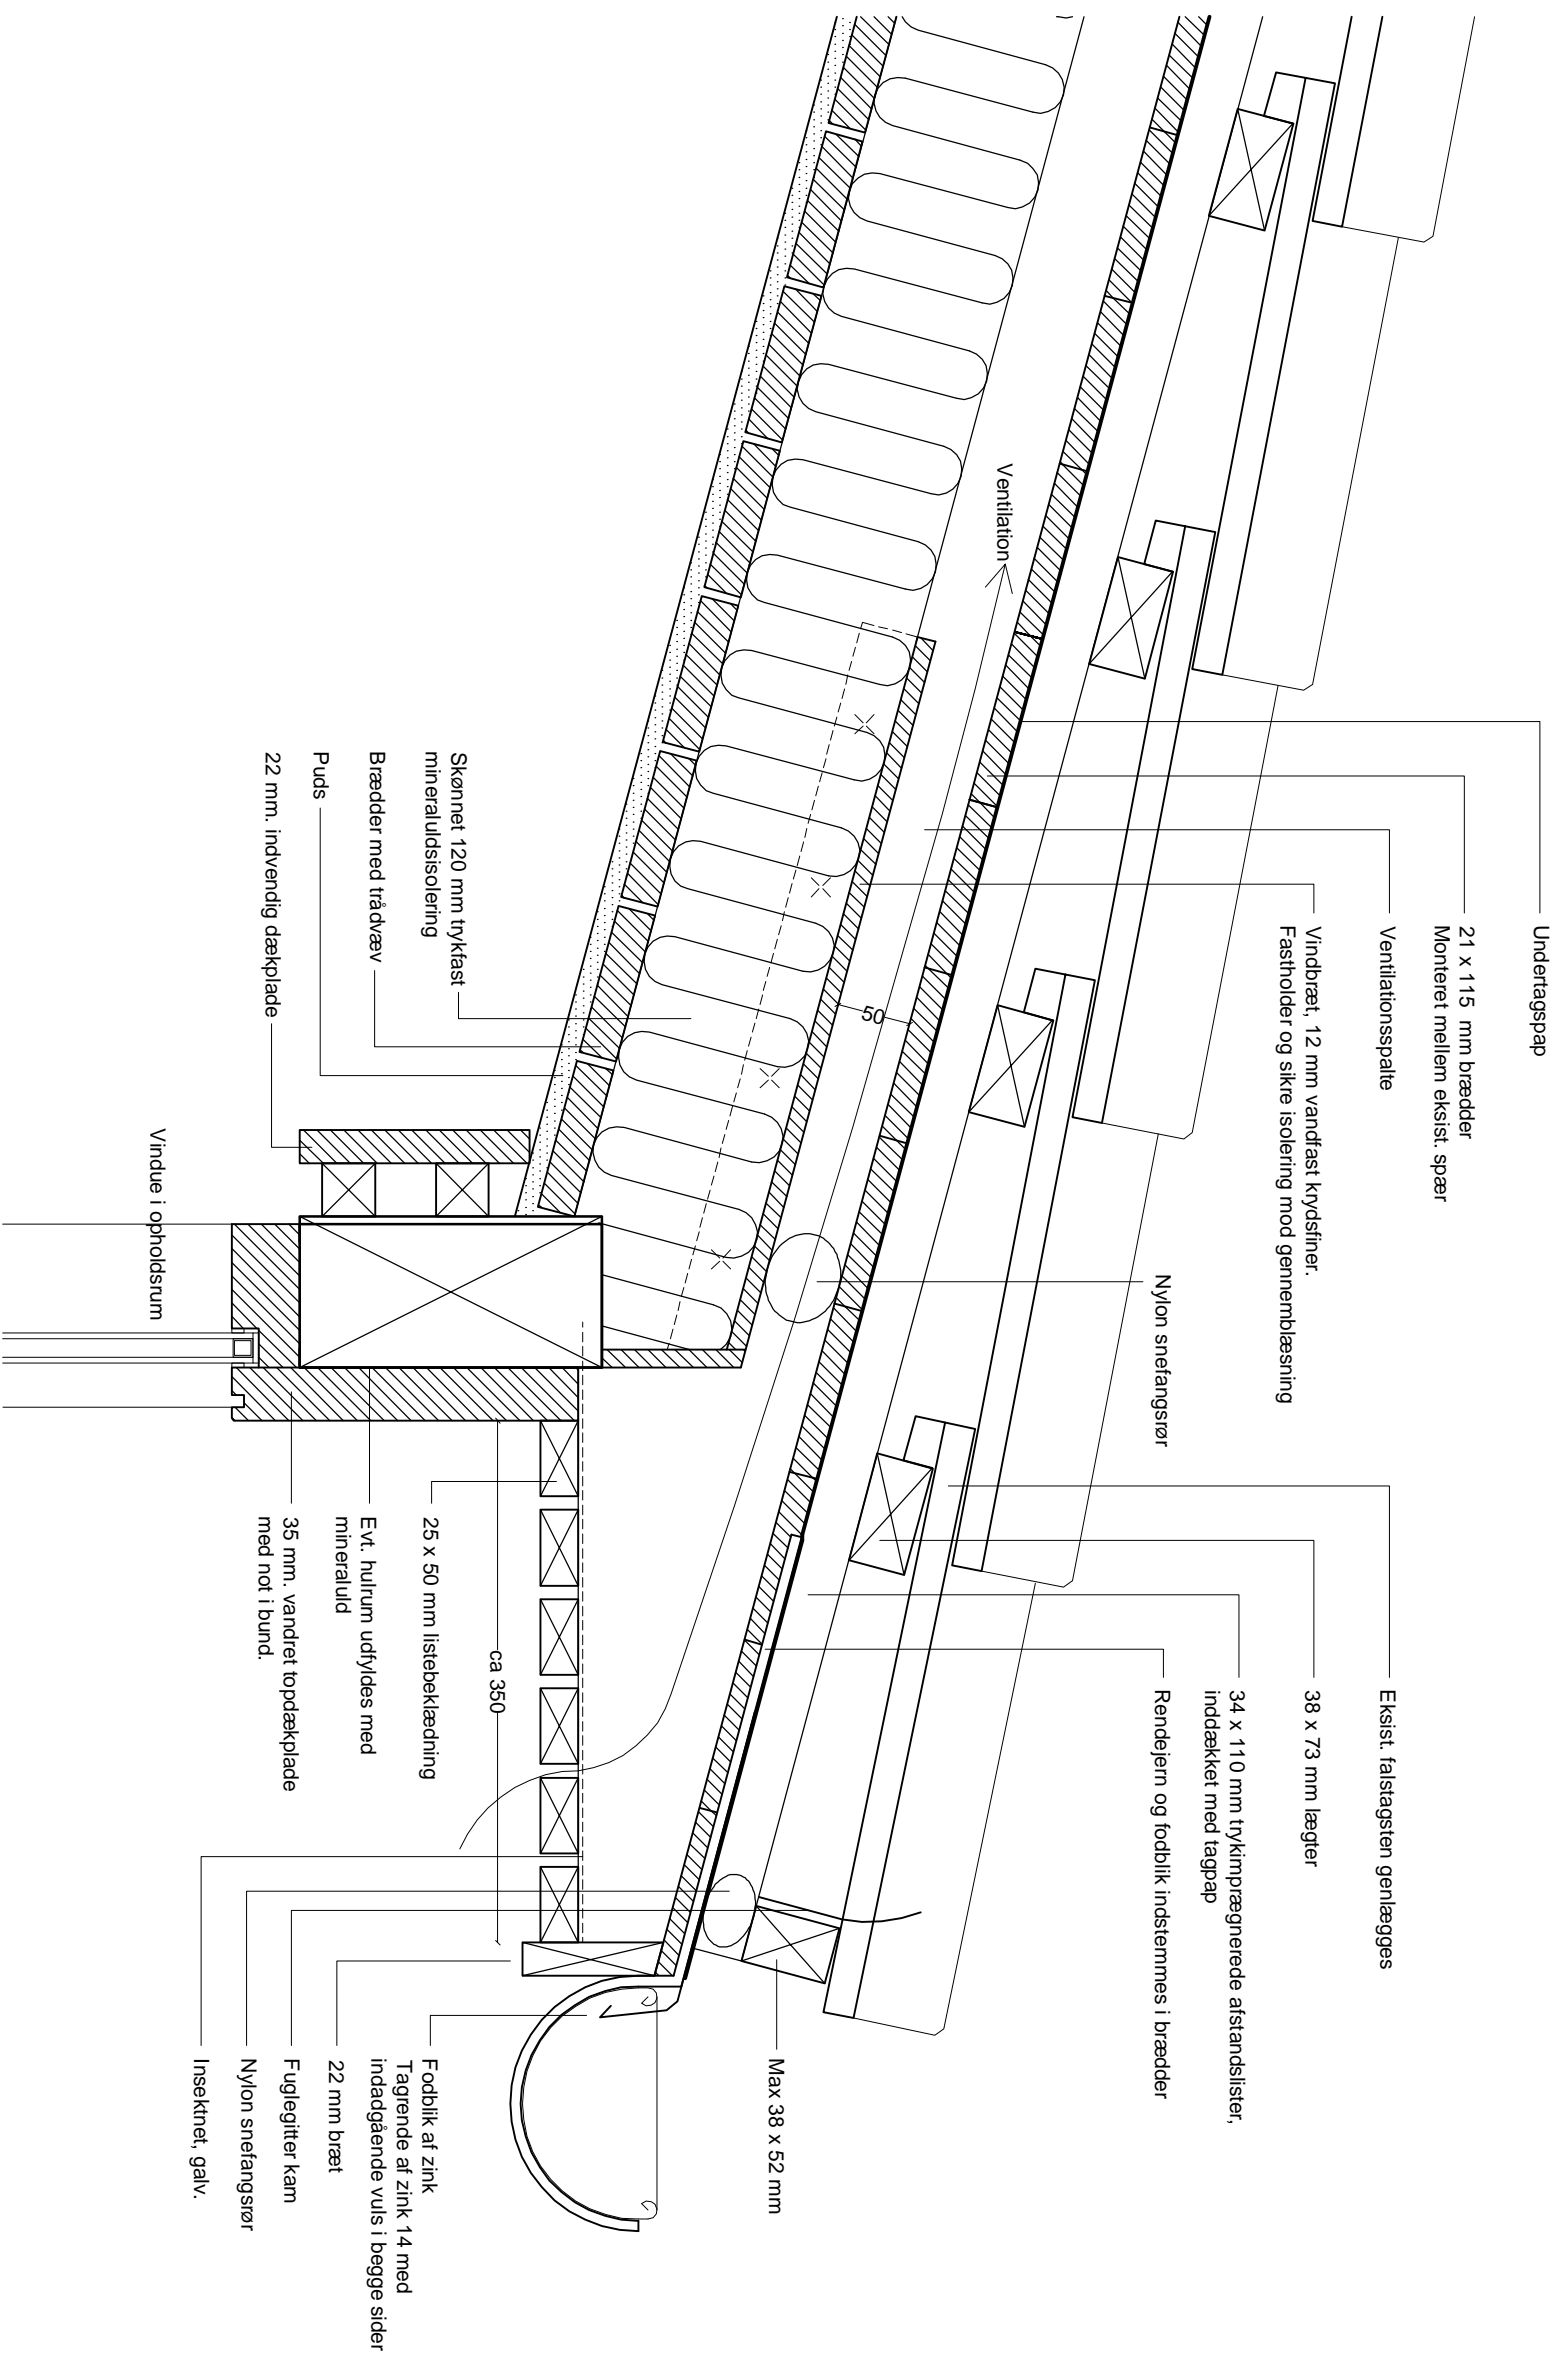 Undertagspap
21 x 115 mm brædder
Monteret mellem eksist. spær
Ventilationsspalte
Vindbræt, 12 mm vandfast krydsfiner.
Fastholder og sikre isolering mod gennemblæsning
Nylon snefangsrør
Eksist. falstagsten genlægges
38 x 73 mm lægter
34 x 110 mm trykimprægnerede afstandslister,
inddækket med tagpap
Rendejern og fodblik indstemmes i brædder
Max 38 x 52 mm
Ventilation
50
Skønnet 120 mm trykfast
mineraluldsisolering
Brædder med trådvæv
Puds
22 mm. indvendig dækplade
Vindue i opholdsrum
ca 350
25 x 50 mm listebeklædning
Evt. hulrum udfyldes med
mineraluld
35 mm. vandret topdækplade
med not i bund.
Fodblik af zink
Tagrende af zink 14 med
indadgående vuls i begge sider
22 mm bræt
Fuglegitter kam
Nylon snefangsrør
Insektnet, galv.